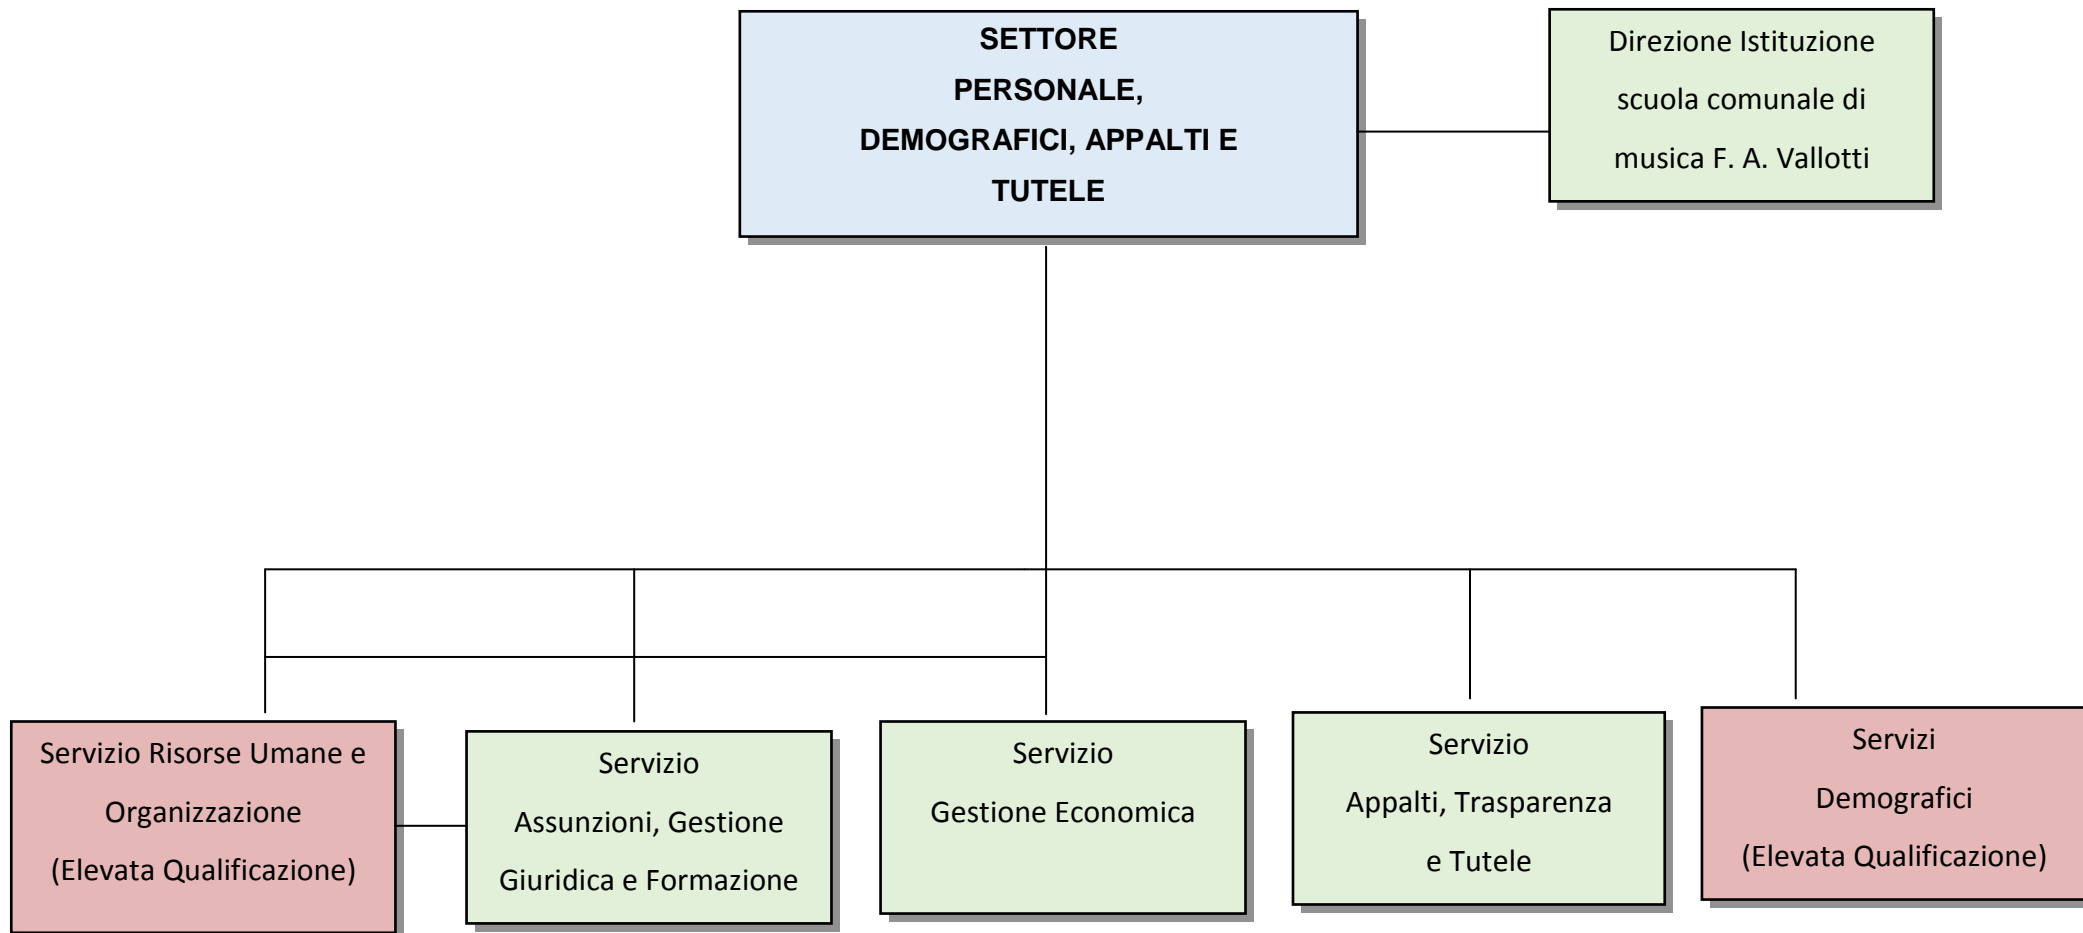 SETTORE
PERSONALE,
DEMOGRAFICI, APPALTI E
TUTELE
Direzione Istituzione
scuola comunale di
musica F. A. Vallotti
Servizio Risorse Umane e
Organizzazione
(Elevata Qualificazione)
Servizio
Assunzioni, Gestione
Giuridica e Formazione
Servizio
Gestione Economica
Servizio
Appalti, Trasparenza
e Tutele
Servizi
Demografici
(Elevata Qualificazione)